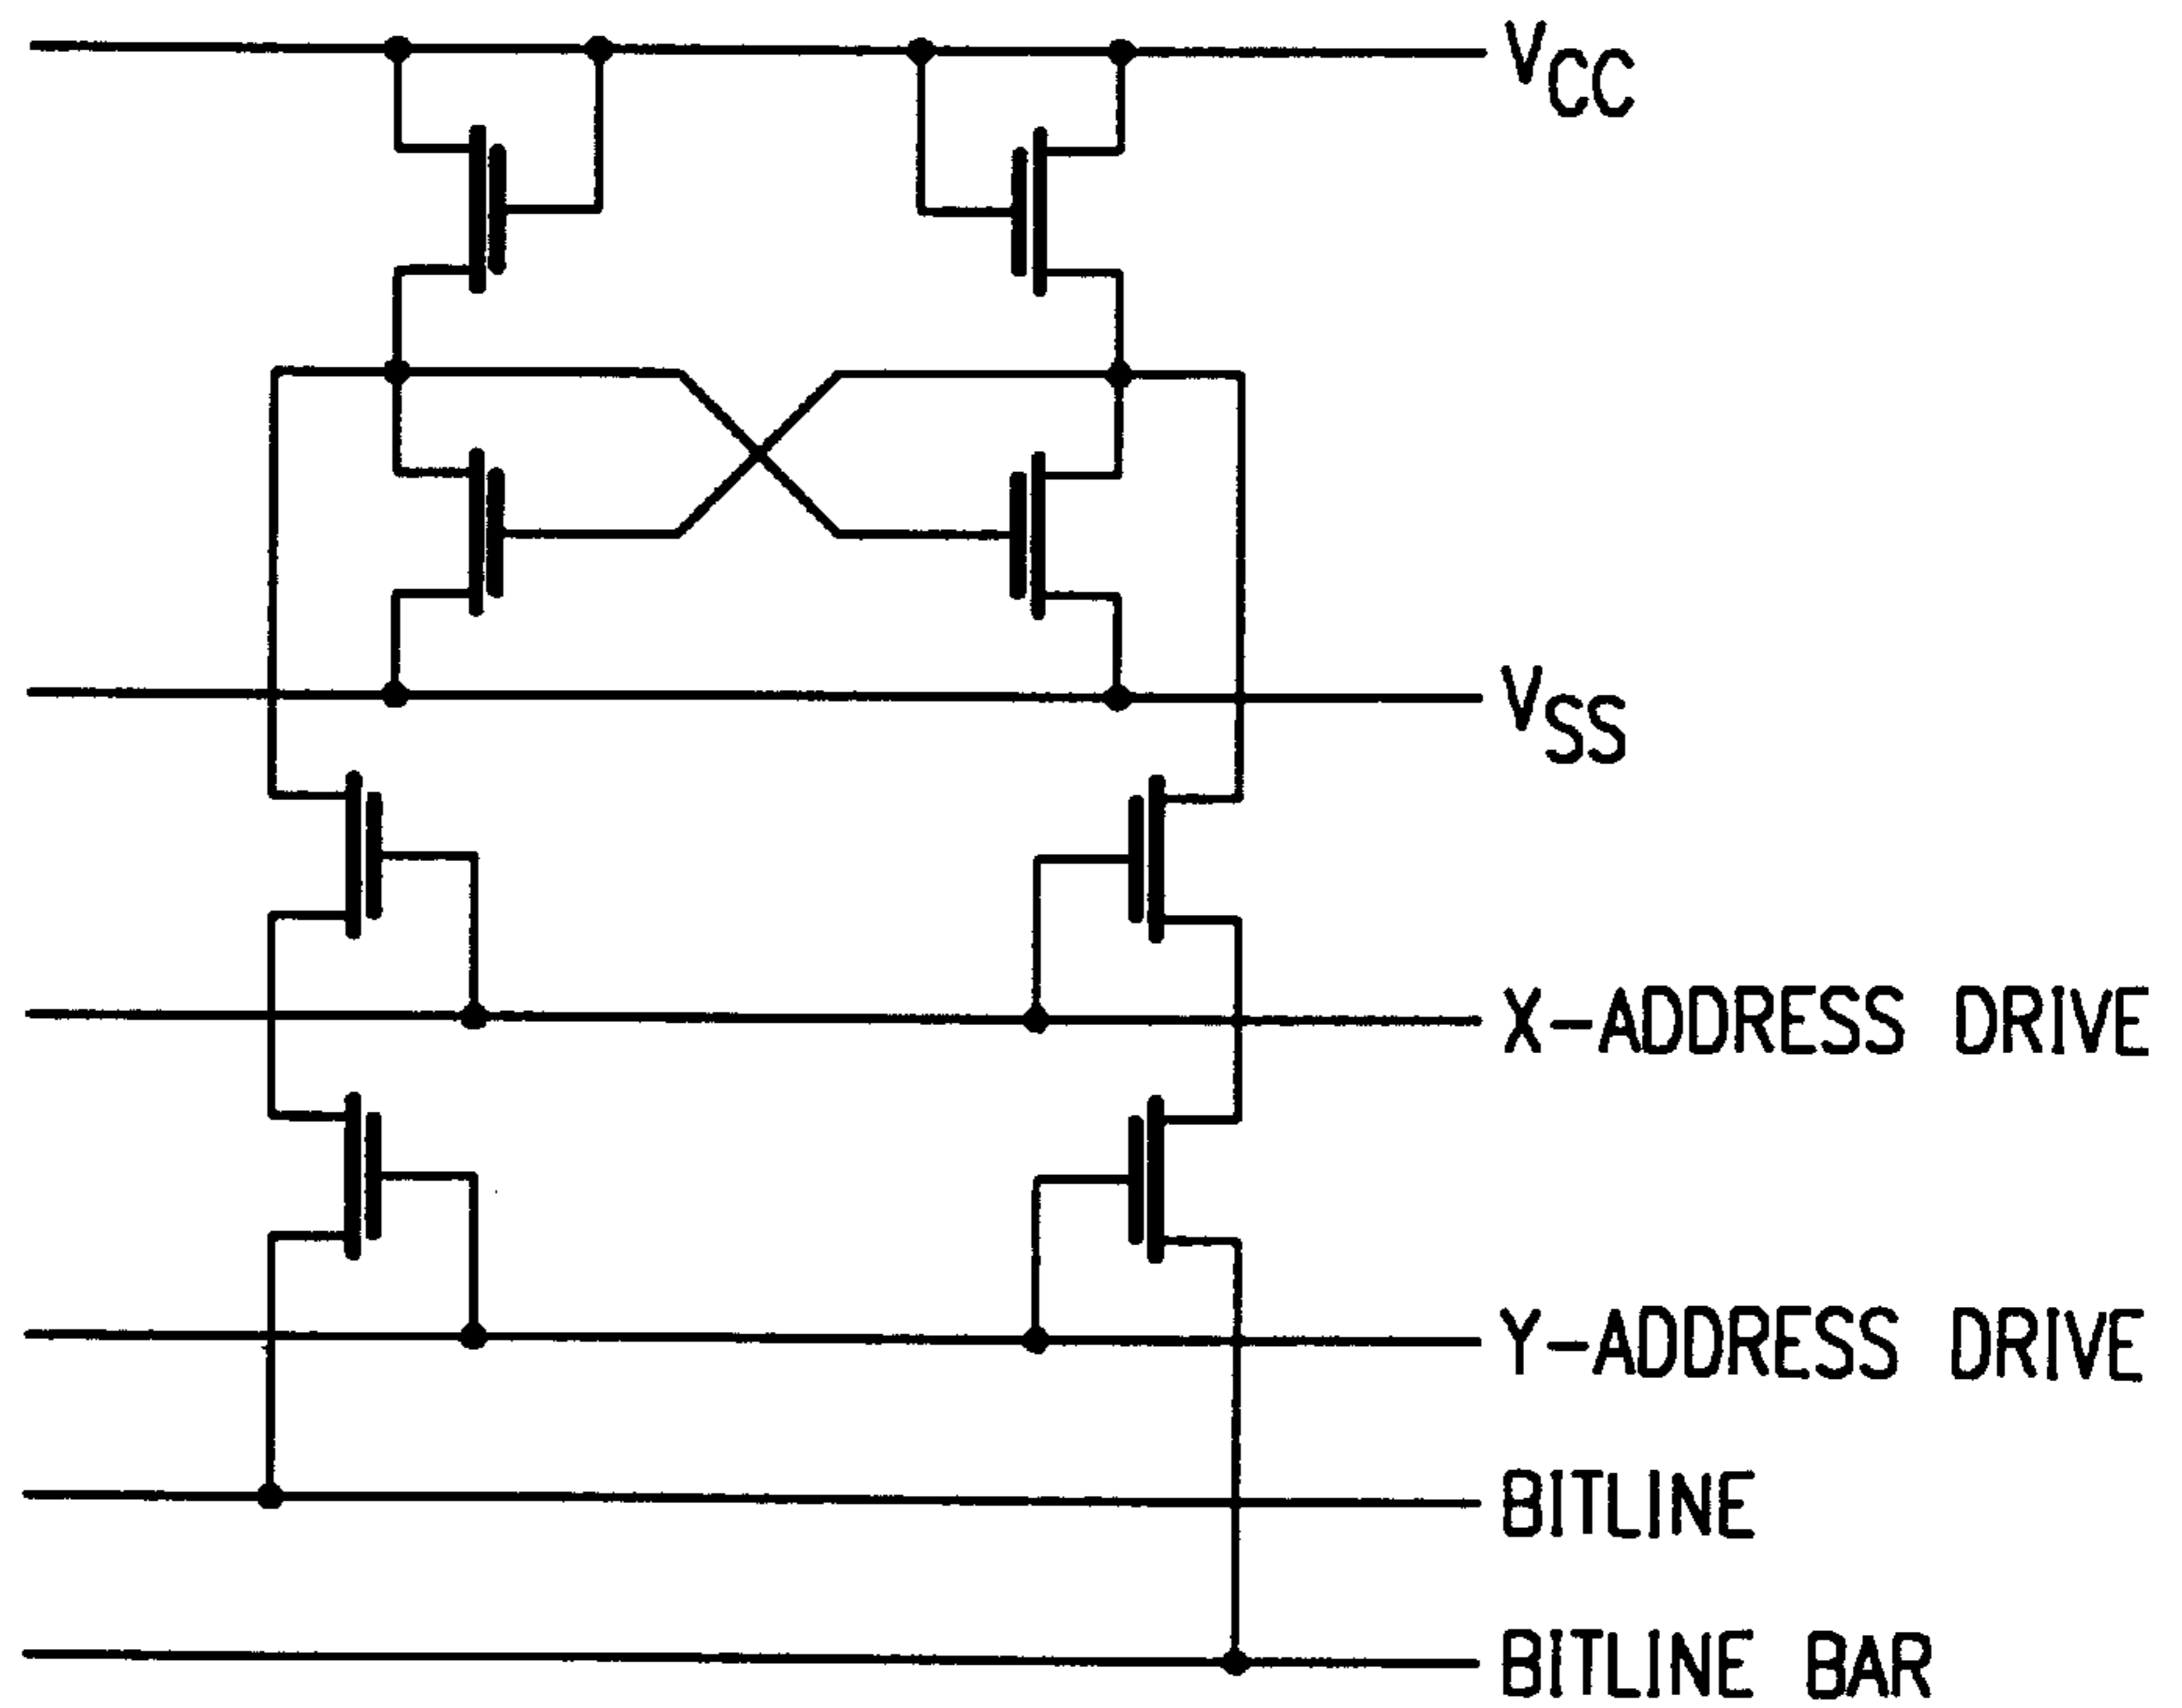 VCC
VSS
X-ADDRESS DRIVE
Y-ADDRESS DRIVE
BITLINE
BITLINE BAR